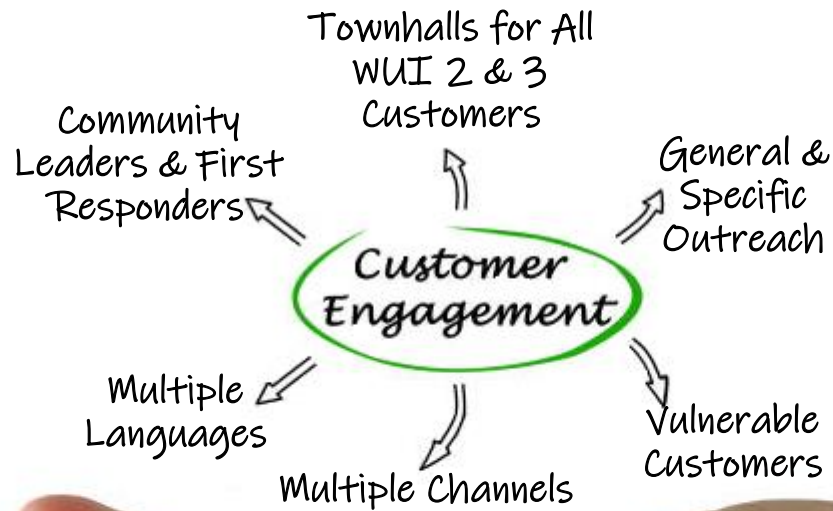 Townhalls for All
WUI 2 & 3
Customers
Community
Leaders & First
Responders
General &
Specific
Outreach
Customer
Engagement
Multiple
Languages
Vulnerable
Customers
Multiple Channels